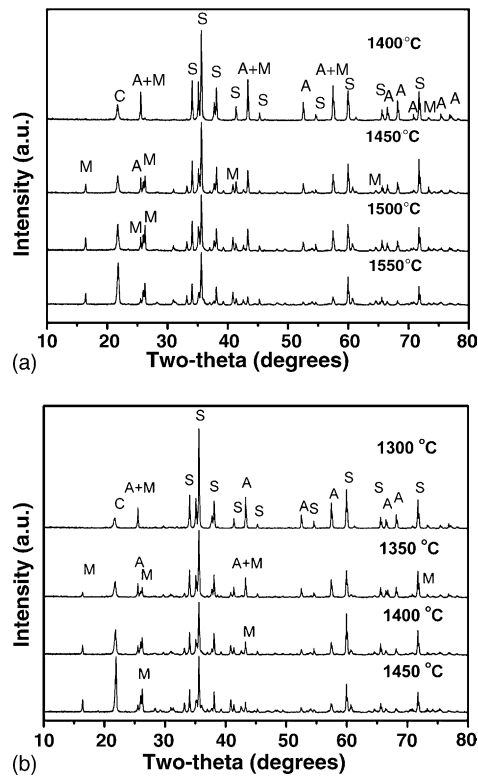 S
1400°C
A+M
C
S
S
S
A+M
S
A
S
A+M
S
S
A
A
A
S
M
A
A
1450°C
M
A
M
M
M
1500°C
M
M
1550°C
Intensity (a.u.)
10 20 30 40 50 60 70 80
(a)
Two-theta (degrees)
S
1300 °C
A+M
C
S
S
S
A
S
A
S
A
S
S
A
A
S
1350 °C
M
A
M
A+M
M
1400 °C
M
1450 °C
M
Intensity (a.u.)
10 20 30 40 50 60 70 80
(b)
Two-theta (degrees)